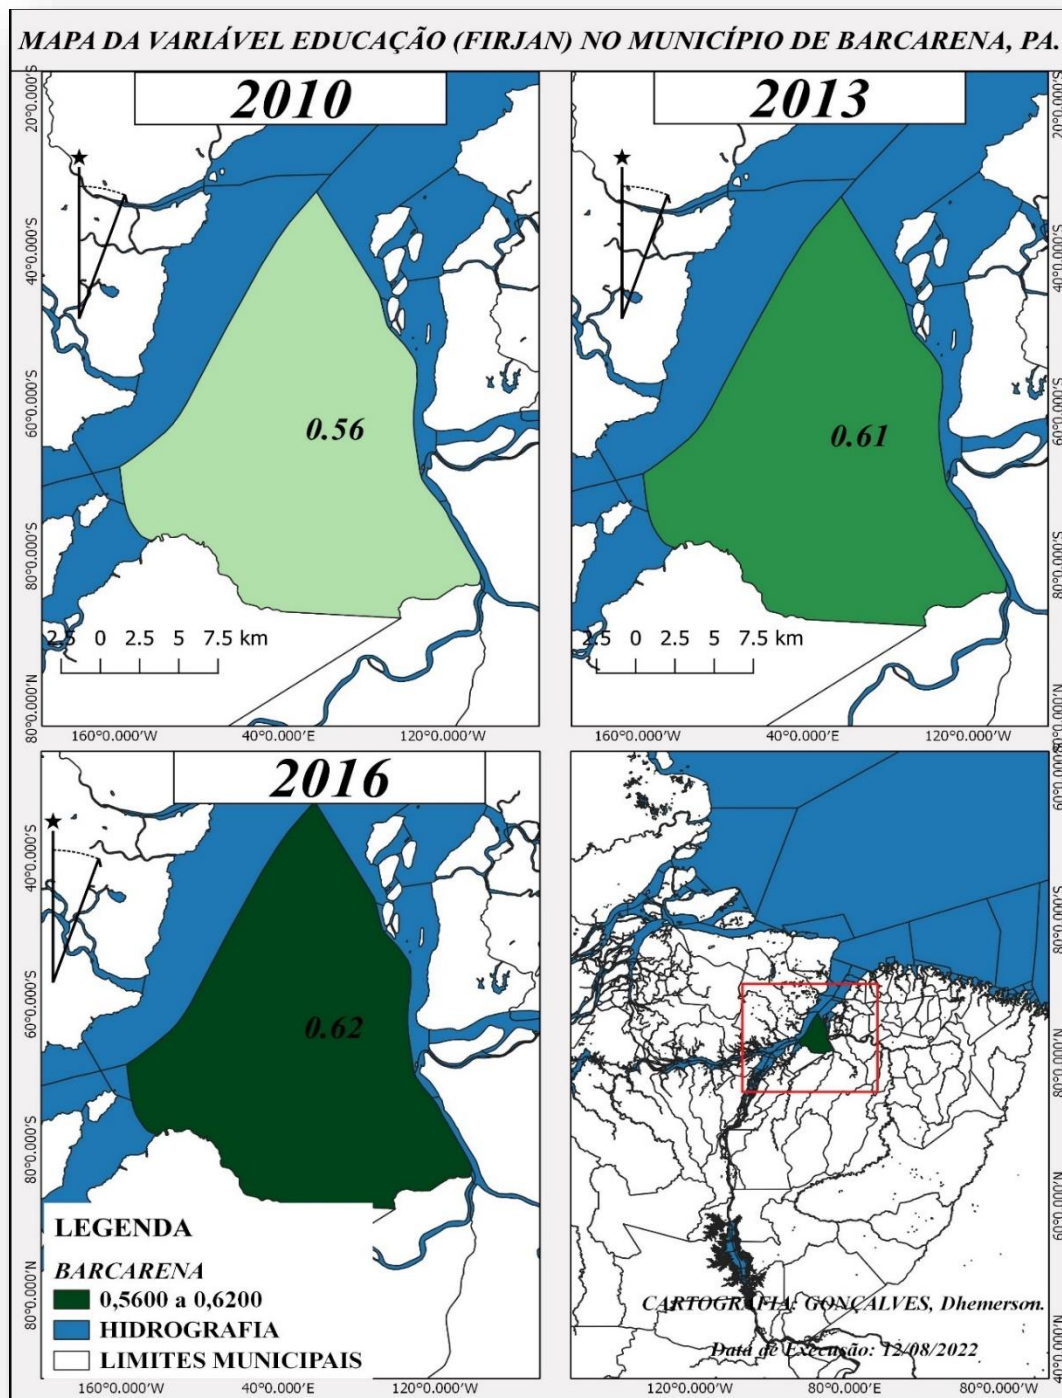 MAPA DA VARIÁVEL EDUCAÇÃO (FIRJAN) NO MUNICÍPIO DE BARCARENA, PA.
2010
2013
20°0.000'S
40°0.000'S
60°0.000'S
80°0.000'S
80°0.000'N
0.56
0.61
20°0.000'S
40°0.000'S
60°0.000'S
80°0.000'S
80°0.000'N
2.5 0 2.5 5 7.5 km
2.5 0 2.5 5 7.5 km
160°0.000'W 40°0.000'E 120°0.000'W
160°0.000'W 40°0.000'E 120°0.000'W
2016
40°0.000'S
60°0.000'S
80°0.000'S
80°0.000'N
0.62
60°0.000'S
80°0.000'S
80°0.000'N
60°0.000'N
40°0.000'N
LEGENDA
BARCARENA
0,5600 a 0,6200
HIDROGRAFIA
LIMITES MUNICIPAIS
CARTOGRAFIA: GONÇALVES, Dhemerson.
Data de Execusão: 12/08/2022
160°0.000'W 40°0.000'E 120°0.000'W
120°0.000'W 80°0.000'W 40°0.000'W